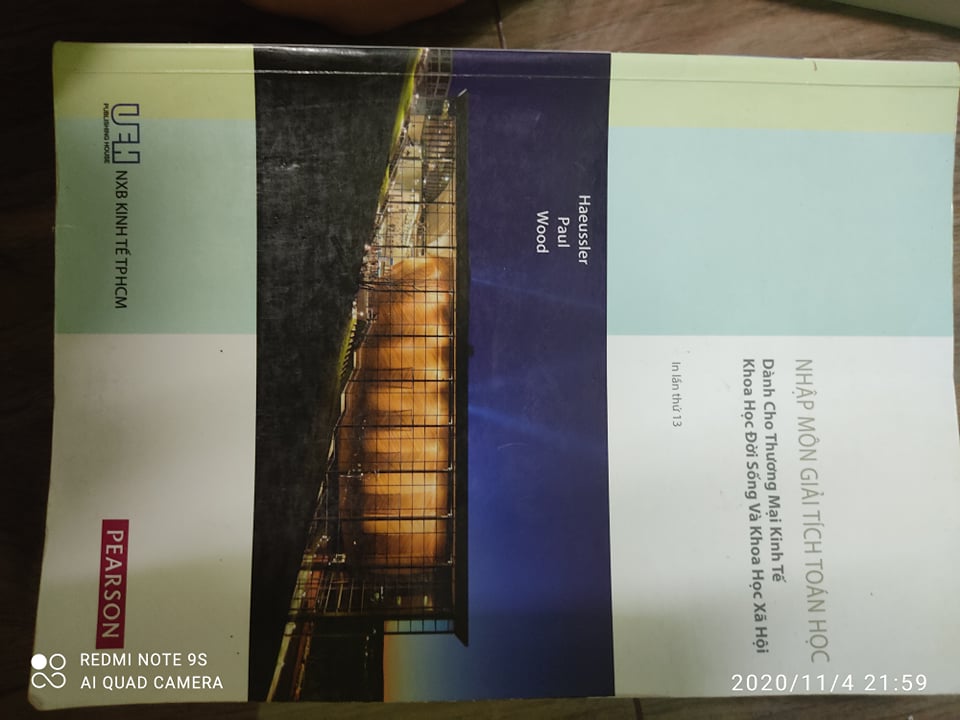 NHẬP MÔN GIẢI TÍCH TOÁN HỌC
Dành Cho Thương Mại Kinh Tế
Khoa Học Đời Sống Và Khoa Học Xã Hội
In lần thứ 13
Haeussler
Paul
Wood
UEH
PUBLISHING HOUSE
NXB KINH TẾ TPHCM
PEARSON
REDMI NOTE 9S
AI QUAD CAMERA
2020/11/4 21:59